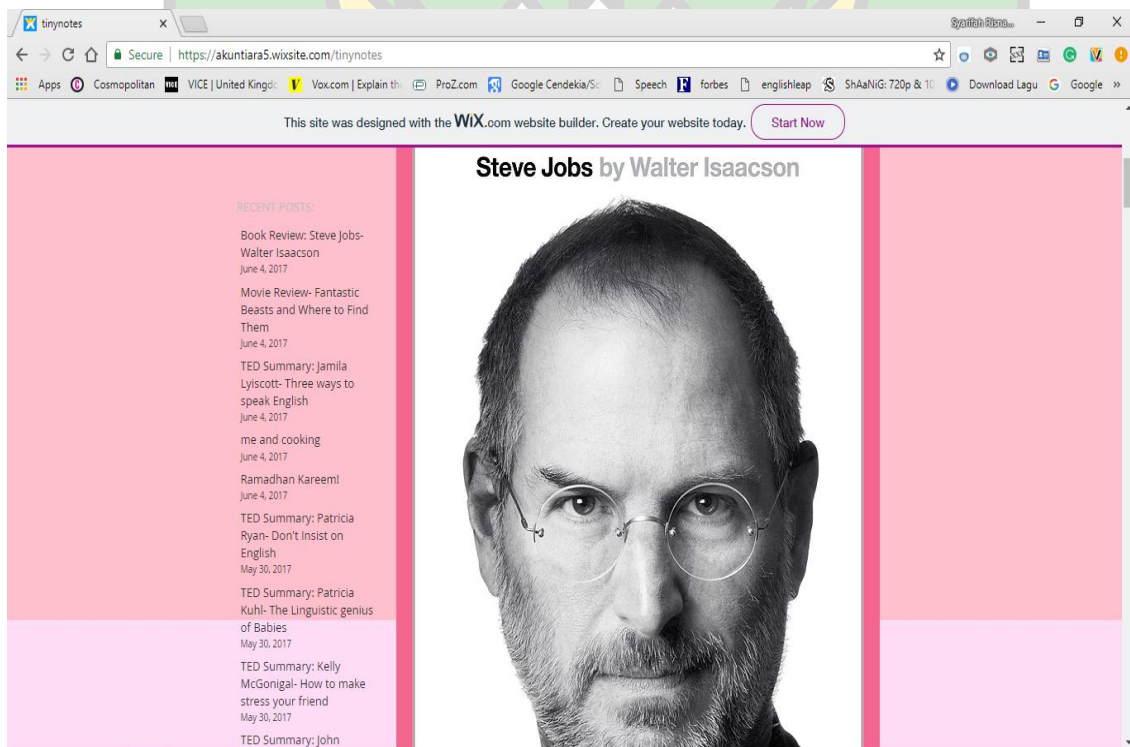 tinynotes
Secure | https://akuntiara5.wixsite.com/tinynotes
Apps Cosmopolitan VICE | United Kingd Vox.com | Explain th ProZ.com Google Cendekia/Sc Speech forbes englishleap ShAaNiG: 720p & 10 Download Lagu Google »
This site was designed with the WiX.com website builder. Create your website today. Start Now
Steve Jobs by Walter Isaacson
RECENT POSTS:
Book Review: Steve Jobs-
Walter Isaacson
June 4, 2017
Movie Review- Fantastic
Beasts and Where to Find
Them
June 4, 2017
TED Summary: Jamila
Lyiscott- Three ways to
speak English
June 4, 2017
me and cooking
June 4, 2017
Ramadhan Kareem!
June 4, 2017
TED Summary: Patricia
Ryan- Don't Insist on
English
May 30, 2017
TED Summary: Patricia
Kuhl- The Linguistic genius
of Babies
May 30, 2017
TED Summary: Kelly
McGonigal- How to make
stress your friend
May 30, 2017
TED Summary: John